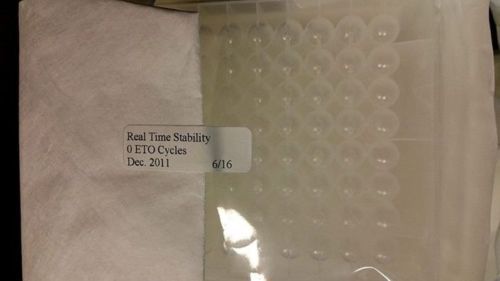 Real Time Stability
0 ETO Cycles
Dec. 2011 6/16